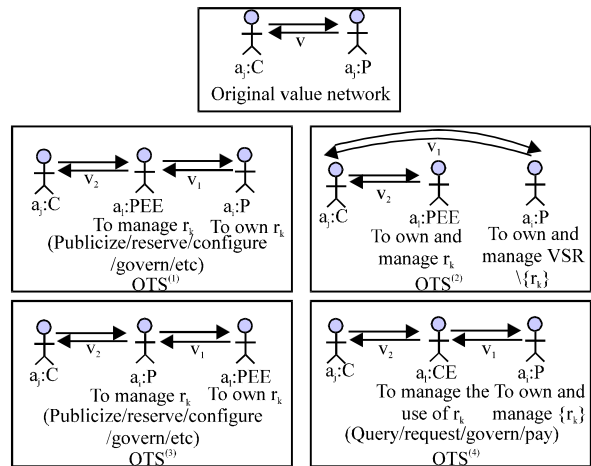 v
aⱼ:C aᵢ:P
Original value network
v₂ v₁
aⱼ:C aₗ:PEE aᵢ:P
To manage rₖ To own rₖ
(Publicize/reserve/configure
/govern/etc)
OTS⁽¹⁾
v₁
v₂
aⱼ:C aₗ:PEE aᵢ:P
To own and
manage rₖ
To own and
manage VSR
\{rₖ}
OTS⁽²⁾
v₂ v₁
aⱼ:C aᵢ:P aₗ:PEE
To manage rₖ To own rₖ
(Publicize/reserve/configure
/govern/etc)
OTS⁽³⁾
v₂ v₁
aⱼ:C aₗ:CE aᵢ:P
To manage the To own and
use of rₖ manage {rₖ}
(Query/request/govern/pay)
OTS⁽⁴⁾